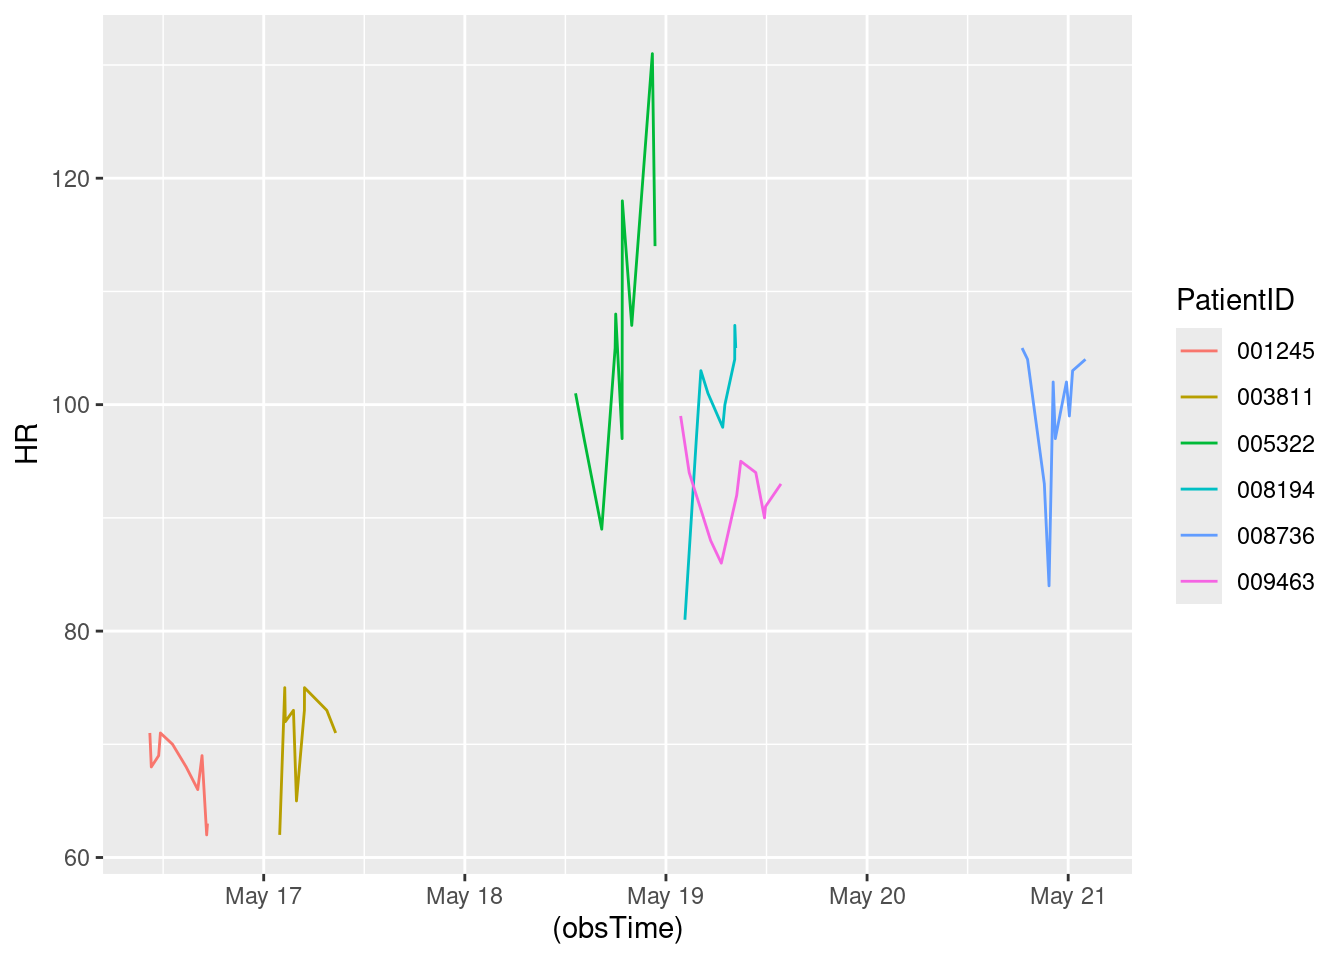 120
100
80
60
HR
May 17
May 18
May 19
May 20
May 21
(obsTime)
PatientID
001245
003811
005322
008194
008736
009463